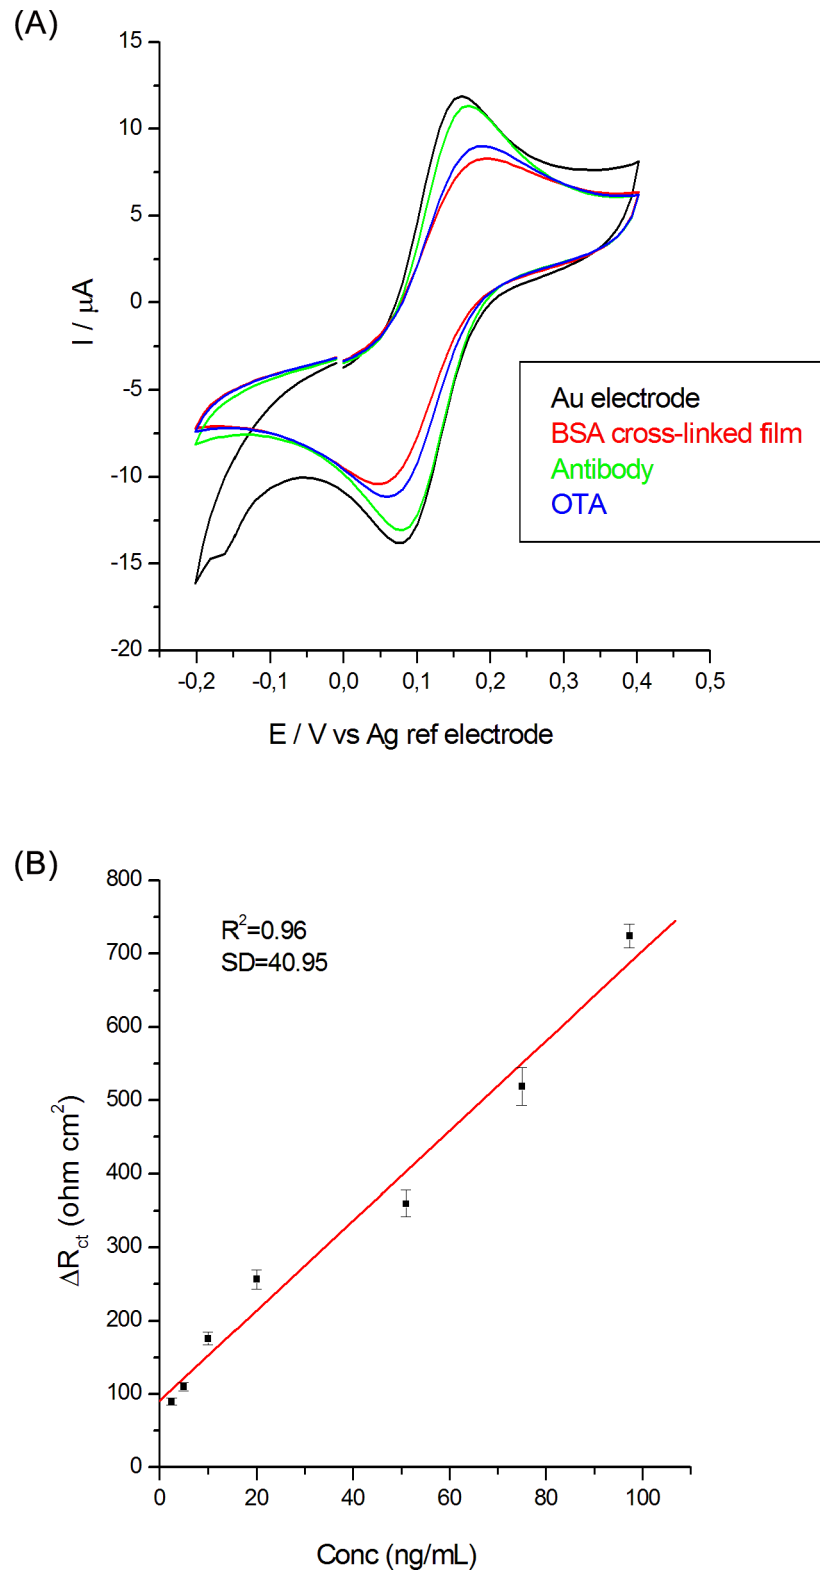 (A)
15
10
5
0
-5
-10
-15
-20
I / μA
-0,2 -0,1 0,0 0,1 0,2 0,3 0,4 0,5
E / V vs Ag ref electrode
Au electrode
BSA cross-linked film
Antibody
OTA
(B)
800
700
600
500
400
300
200
100
0
ΔRct (ohm cm²)
R²=0.96
SD=40.95
0 20 40 60 80 100
Conc (ng/mL)